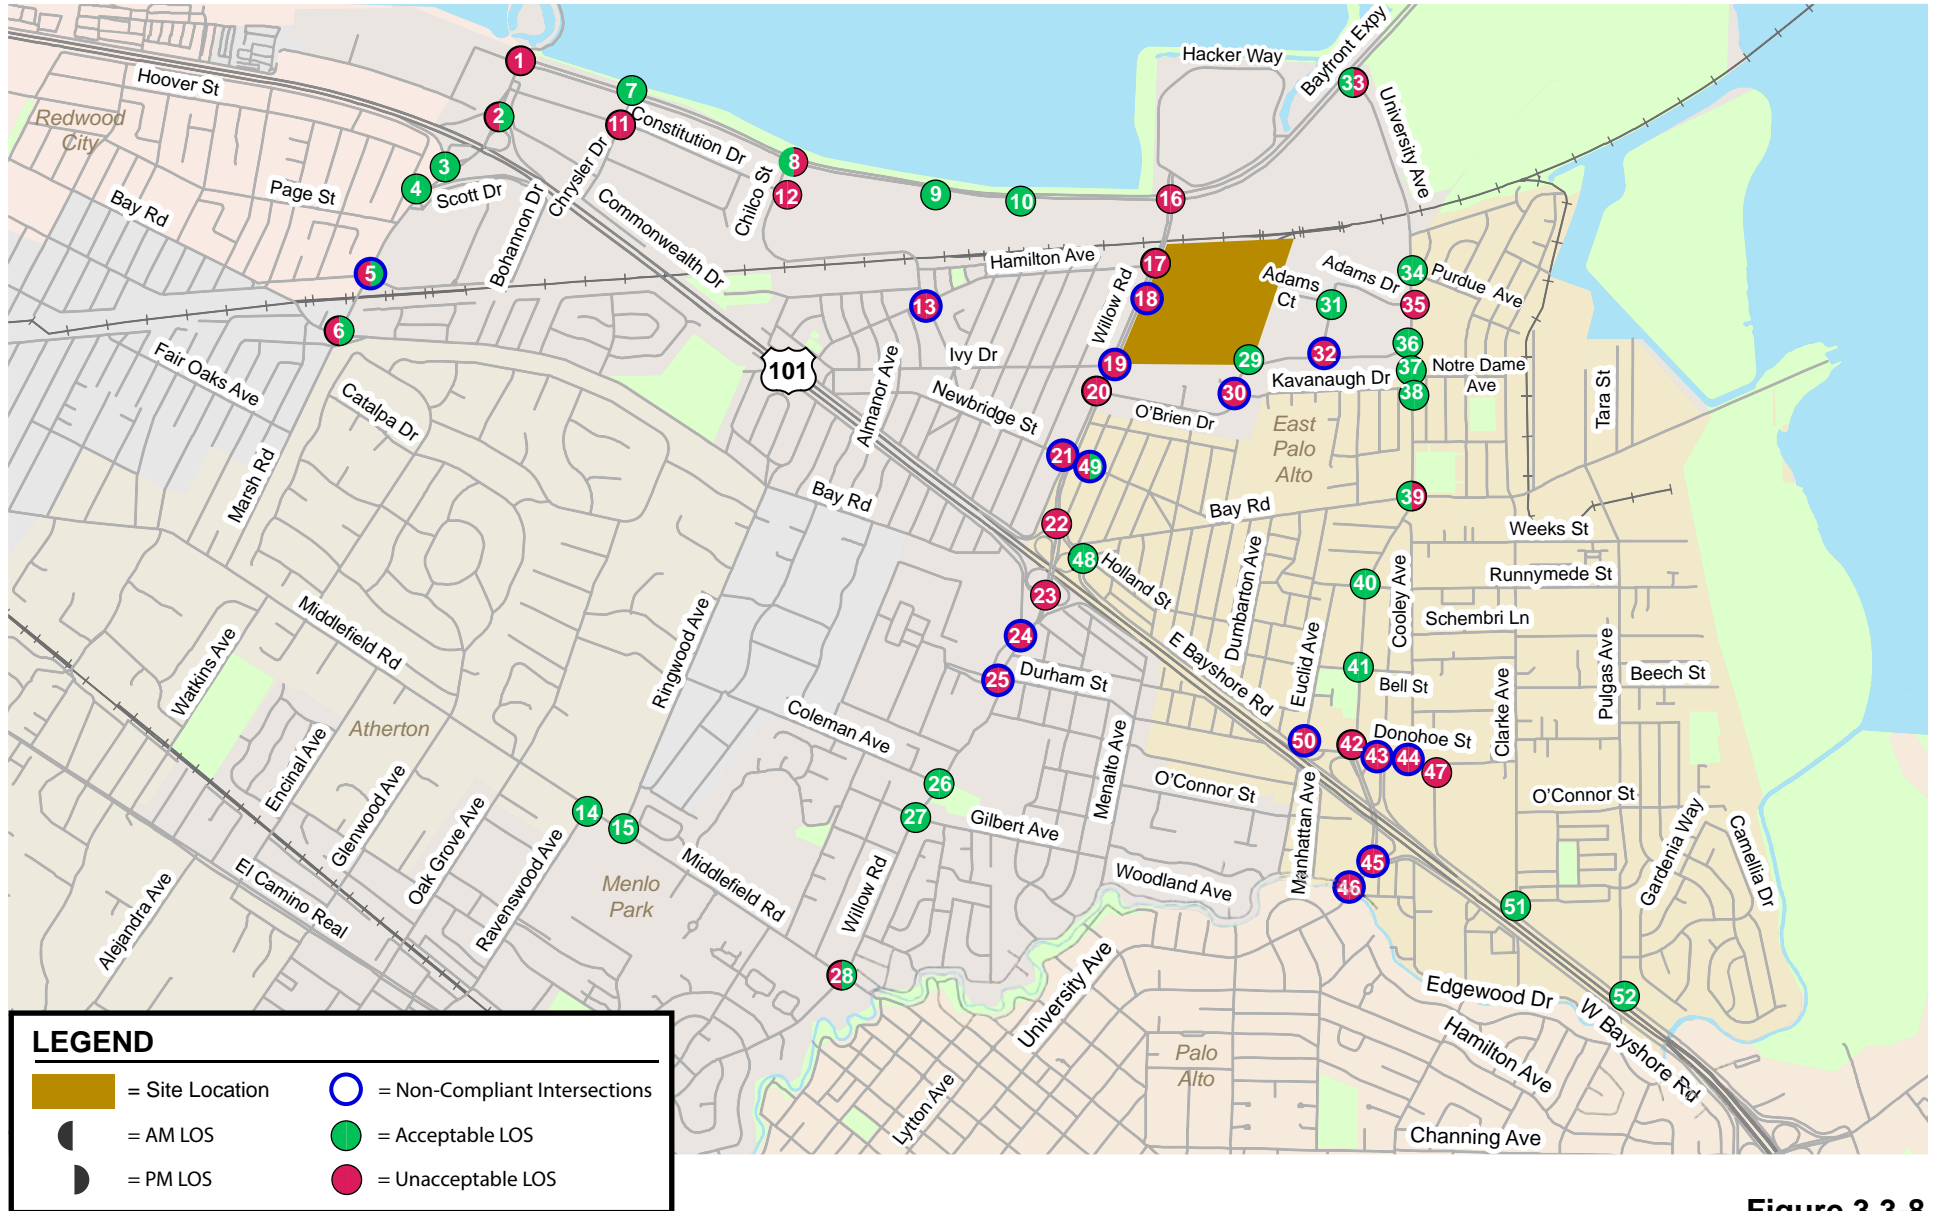 Hoover St
Redwood
City
Bay Rd
Page St
Scott Dr
Bohannon Dr
Chrysler Dr
Constitution Dr
Chilco St
Commonwealth Dr
Hacker Way
Bayfront Expy
University Ave
Hamilton Ave
Willow Rd
Adams
Ct
Adams Dr
Purdue Ave
Ivy Dr
Newbridge St
Almanor Ave
Kavanaugh Dr
O'Brien Dr
Notre Dame
Ave
Tara St
East
Palo
Alto
Fair Oaks Ave
Catalpa Dr
Marsh Rd
101
Bay Rd
Bay Rd
Weeks St
Runnymede St
Schembri Ln
Cooley Ave
Dumbarton Ave
Holland St
Euclid Ave
E Bayshore Rd
Bell St
Beech St
Pulgas Ave
Clarke Ave
Donohoe St
O'Connor St
O'Connor St
Middlefield Rd
Watkins Ave
Ringwood Ave
Atherton
Encinal Ave
Glenwood Ave
Oak Grove Ave
Ravenswood Ave
El Camino Real
Alejandra Ave
Durham St
Coleman Ave
Menalto Ave
Gilbert Ave
Menlo
Park
Middlefield Rd
Willow Rd
Woodland Ave
Manhattan Ave
Gardenia Way
Camellia Dr
University Ave
Lytton Ave
Palo
Alto
Edgewood Dr
Hamilton Ave
W Bayshore Rd
Channing Ave
1
2
3
4
5
6
7
8
9
10
11
12
13
14
15
16
17
18
19
20
21
22
23
24
25
26
27
28
29
30
31
32
33
34
35
36
37
38
39
40
41
42
43
44
45
46
47
48
49
50
51
52
LEGEND
= Site Location
= Non-Compliant Intersections
= AM LOS
= Acceptable LOS
= PM LOS
= Unacceptable LOS
Figure 3.3-8